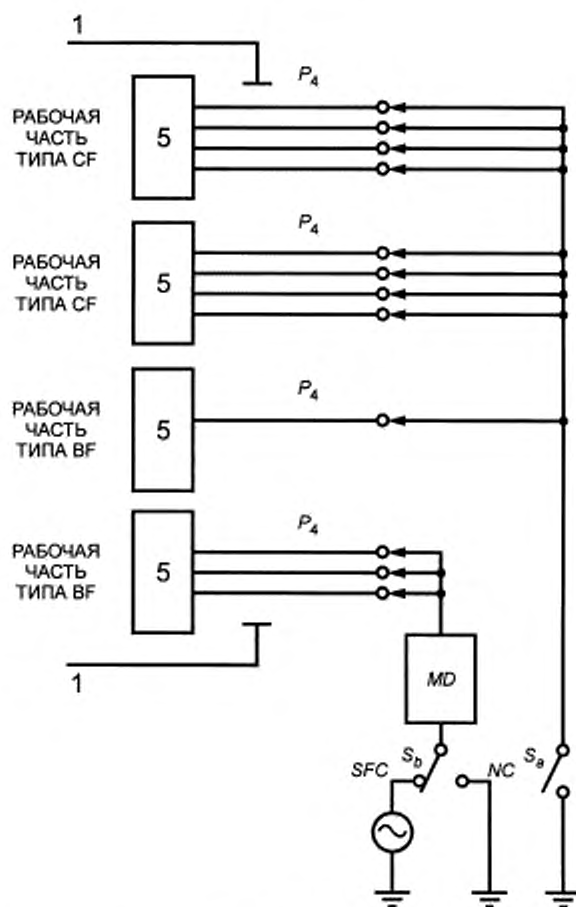 1
P4
РАБОЧАЯ
ЧАСТЬ
ТИПА CF
5
P4
РАБОЧАЯ
ЧАСТЬ
ТИПА CF
5
P4
РАБОЧАЯ
ЧАСТЬ
ТИПА BF
5
P4
РАБОЧАЯ
ЧАСТЬ
ТИПА BF
5
1
MD
SFC
Sb
NC
Sa